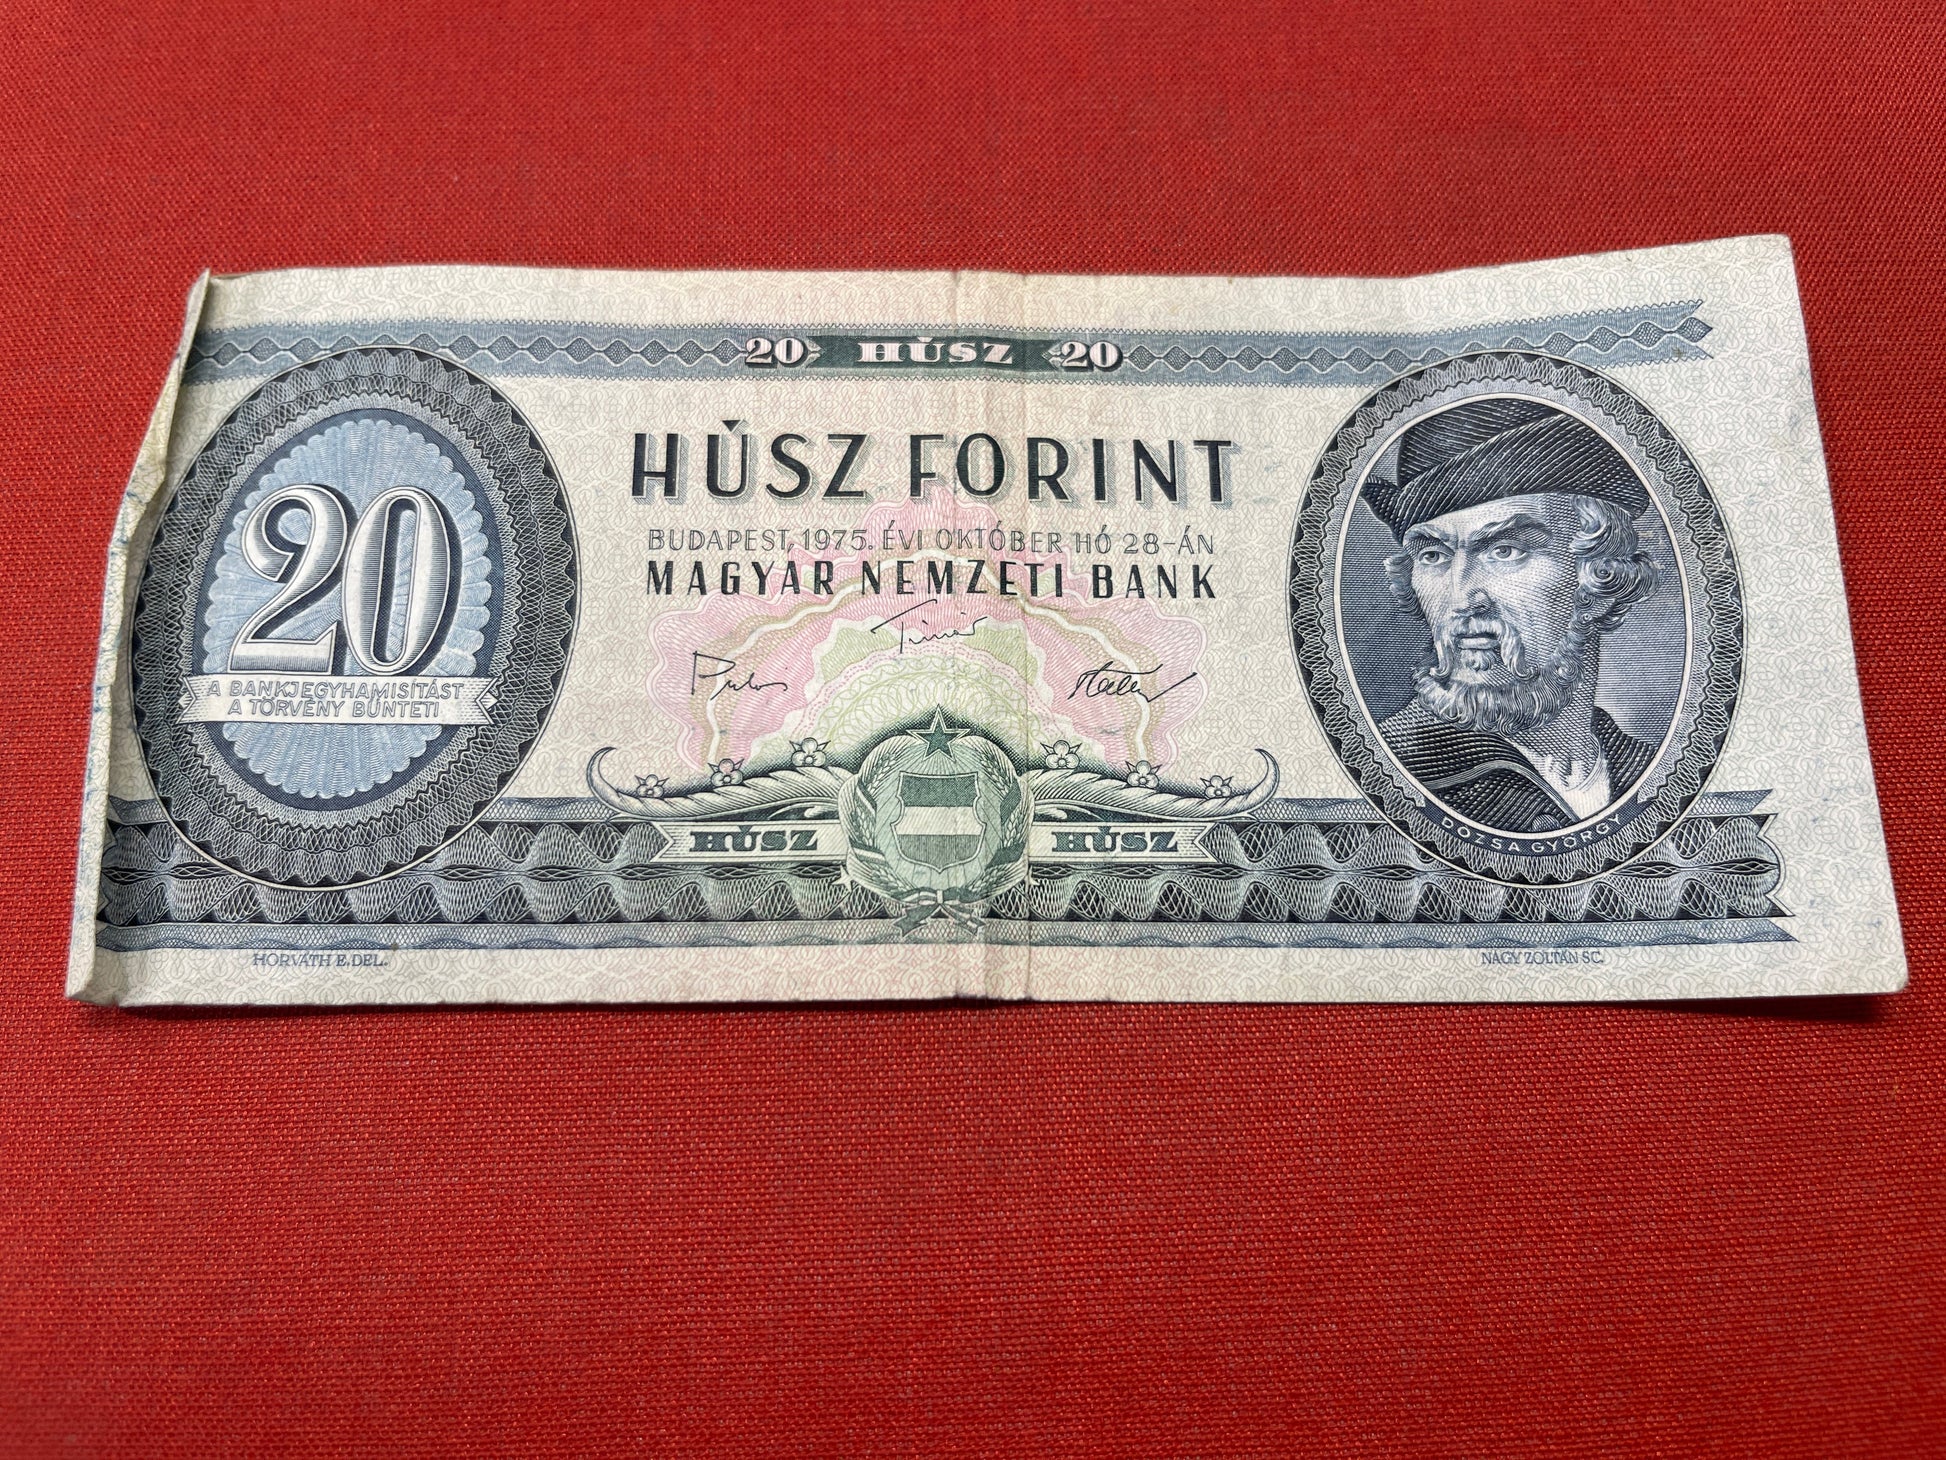 20 HÚSZ 20
HÚSZ FORINT
BUDAPEST, 1975. ÉVI OKTÓBER HÓ 28-ÁN
MAGYAR NEMZETI BANK
20
A BANKJEGYHAMISÍTÁST
A TÖRVÉNY BÜNTETI
HÚSZ HÚSZ
DÓZSA GYÖRGY
HORVÁTH E. DEL.
NAGY ZOLTÁN SC.